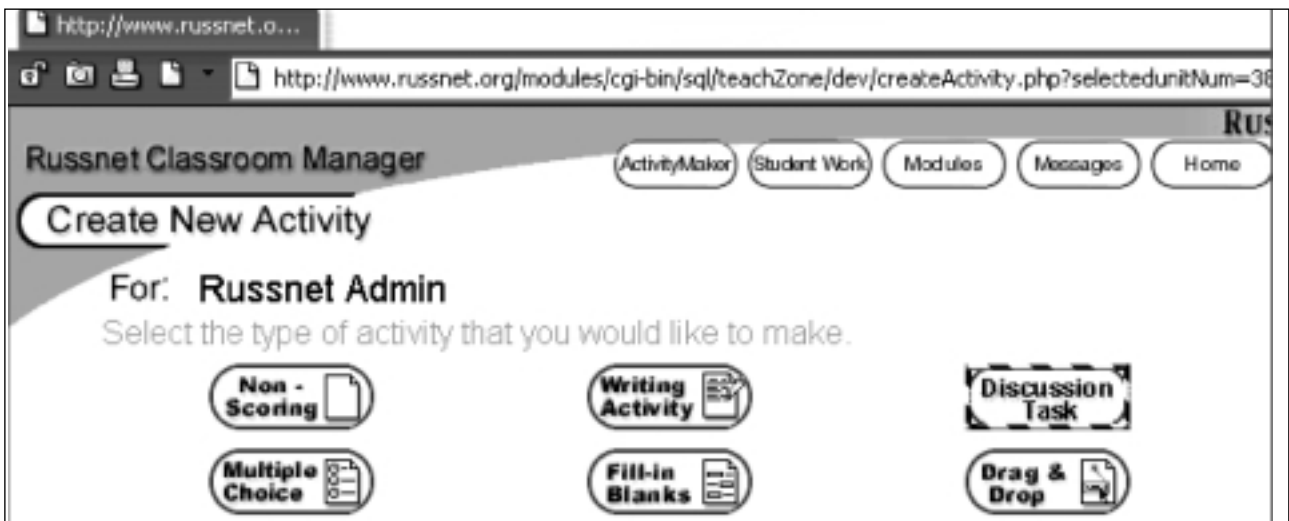 http://www.russnet.o...
http://www.russnet.org/modules/cgi-bin/sql/teachZone/dev/createActivity.php?selectedunitNum=38
RUS
Russnet Classroom Manager
ActivityMaker Student Work Modules Messages Home
Create New Activity
For: Russnet Admin
Select the type of activity that you would like to make.
Non -
Scoring
Writing
Activity
Discussion
Task
Multiple
Choice
Fill-in
Blanks
Drag &
Drop